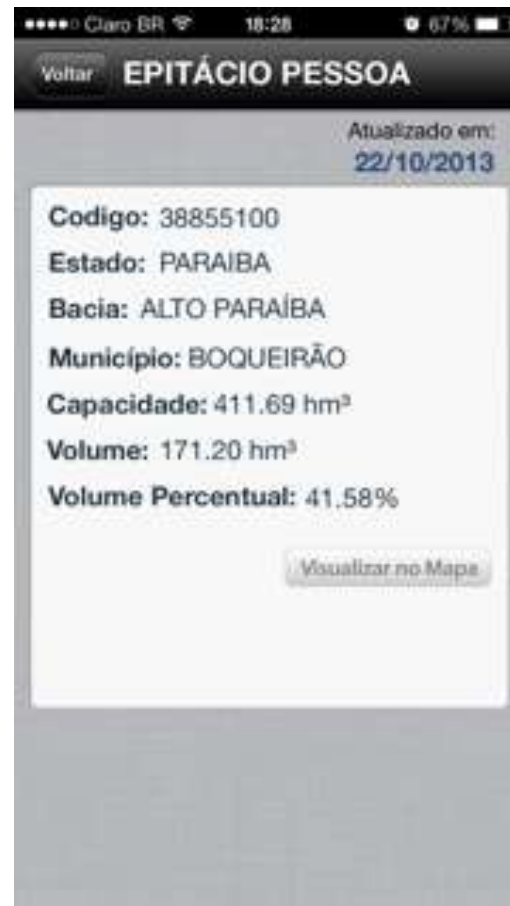 Claro BR 18:28 67%
Voltar EPITÁCIO PESSOA
Atualizado em:
22/10/2013
Codigo: 38855100
Estado: PARAIBA
Bacia: ALTO PARAÍBA
Município: BOQUEIRÃO
Capacidade: 411.69 hm³
Volume: 171.20 hm³
Volume Percentual: 41.58%
Visualizar no Mapa